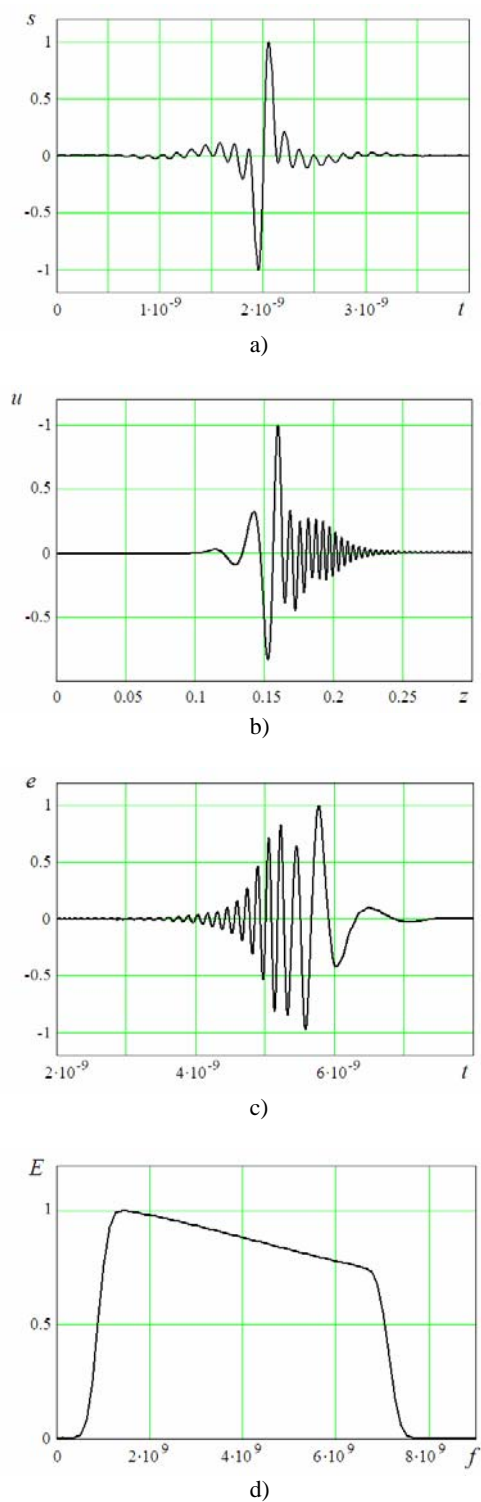 s
1
0.5
0
-0.5
-1
0 1·10⁻⁹ 2·10⁻⁹ 3·10⁻⁹ t
a)
u
-1
0.5
0
-0.5
0 0.05 0.1 0.15 0.2 0.25 z
b)
e
1
0.5
0
-0.5
-1
2·10⁻⁹ 4·10⁻⁹ 6·10⁻⁹ t
c)
E
1
0.5
0
0 2·10⁹ 4·10⁹ 6·10⁹ 8·10⁹ f
d)